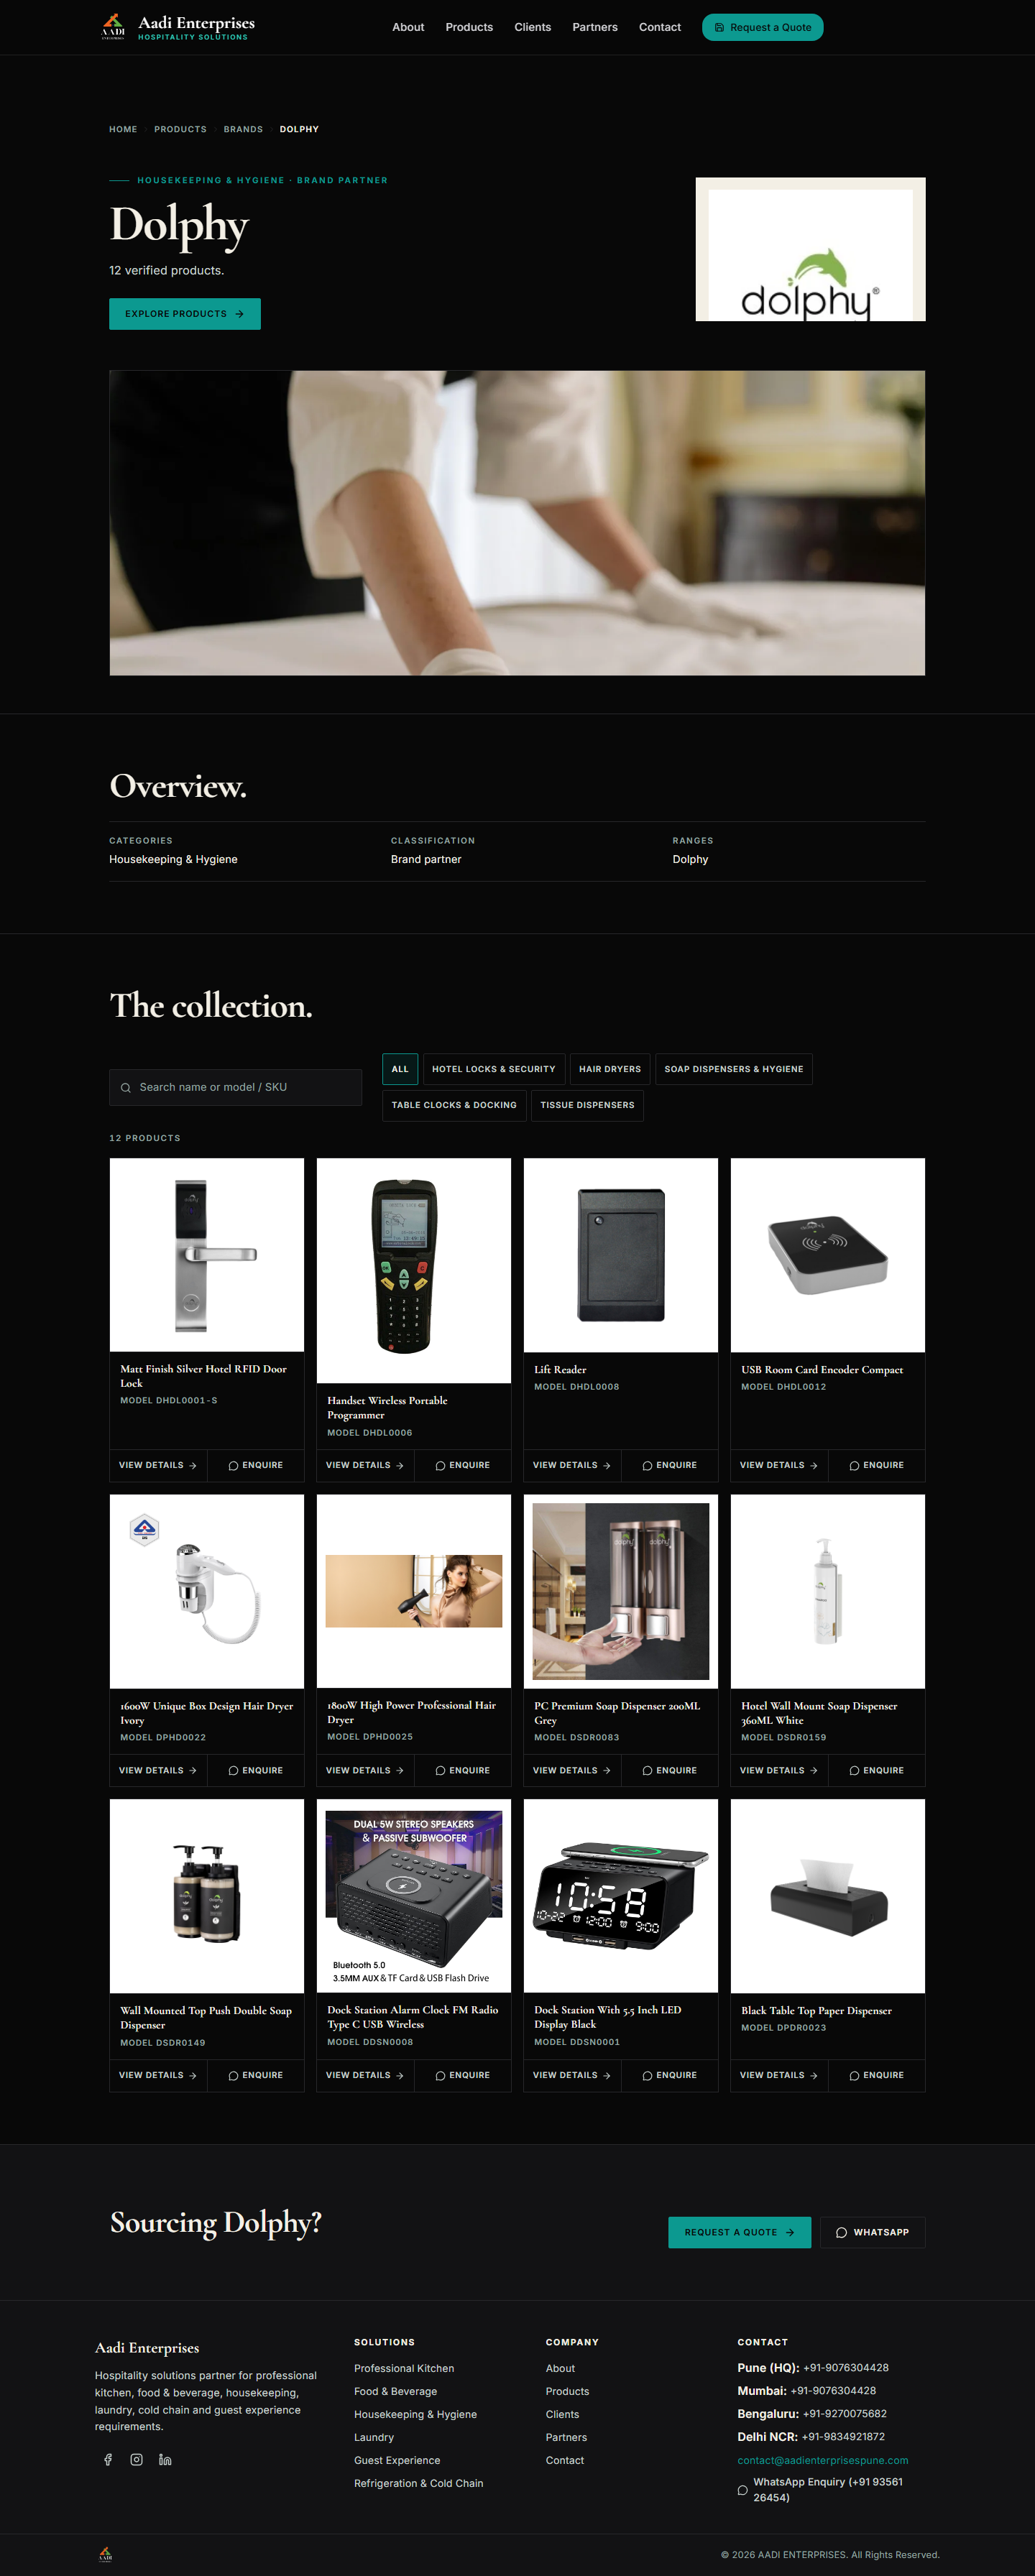 AADI
Aadi Enterprises
HOSPITALITY SOLUTIONS
About
Products
Clients
Partners
Contact
Request a Quote
HOME
PRODUCTS
BRANDS
DOLPHY
HOUSEKEEPING & HYGIENE · BRAND PARTNER
Dolphy
12 verified products.
EXPLORE PRODUCTS
dolphy®
Overview.
CATEGORIES
Housekeeping & Hygiene
CLASSIFICATION
Brand partner
RANGES
Dolphy
The collection.
Search name or model / SKU
ALL
HOTEL LOCKS & SECURITY
HAIR DRYERS
SOAP DISPENSERS & HYGIENE
TABLE CLOCKS & DOCKING
TISSUE DISPENSERS
12 PRODUCTS
Matt Finish Silver Hotel RFID Door
Lock
MODEL DHDL0001-S
VIEW DETAILS
ENQUIRE
Handset Wireless Portable
Programmer
MODEL DHDL0006
VIEW DETAILS
ENQUIRE
Lift Reader
MODEL DHDL0008
VIEW DETAILS
ENQUIRE
USB Room Card Encoder Compact
MODEL DHDL0012
VIEW DETAILS
ENQUIRE
1600W Unique Box Design Hair Dryer
Ivory
MODEL DPHD0022
VIEW DETAILS
ENQUIRE
1800W High Power Professional Hair
Dryer
MODEL DPHD0025
VIEW DETAILS
ENQUIRE
dolphy
dolphy
PC Premium Soap Dispenser 200ML
Grey
MODEL DSDR0083
VIEW DETAILS
ENQUIRE
Hotel Wall Mount Soap Dispenser
360ML White
MODEL DSDR0159
VIEW DETAILS
ENQUIRE
dolphy
dolphy
Wall Mounted Top Push Double Soap
Dispenser
MODEL DSDR0149
VIEW DETAILS
ENQUIRE
DUAL 5W STEREO SPEAKERS
& PASSIVE SUBWOOFER
Bluetooth 5.0
3.5MM AUX & TF Card & USB Flash Drive
Dock Station Alarm Clock FM Radio
Type C USB Wireless
MODEL DDSN0008
VIEW DETAILS
ENQUIRE
10:58
10-22
12:00
9:00
Dock Station With 5.5 Inch LED
Display Black
MODEL DDSN0001
VIEW DETAILS
ENQUIRE
Black Table Top Paper Dispenser
MODEL DPDR0023
VIEW DETAILS
ENQUIRE
Sourcing Dolphy?
REQUEST A QUOTE
WHATSAPP
Aadi Enterprises
Hospitality solutions partner for professional
kitchen, food & beverage, housekeeping,
laundry, cold chain and guest experience
requirements.
SOLUTIONS
Professional Kitchen
Food & Beverage
Housekeeping & Hygiene
Laundry
Guest Experience
Refrigeration & Cold Chain
COMPANY
About
Products
Clients
Partners
Contact
CONTACT
Pune (HQ): +91-9076304428
Mumbai: +91-9076304428
Bengaluru: +91-9270075682
Delhi NCR: +91-9834921872
contact@aadienterprisespune.com
WhatsApp Enquiry (+91 93561
26454)
AADI
© 2026 AADI ENTERPRISES. All Rights Reserved.